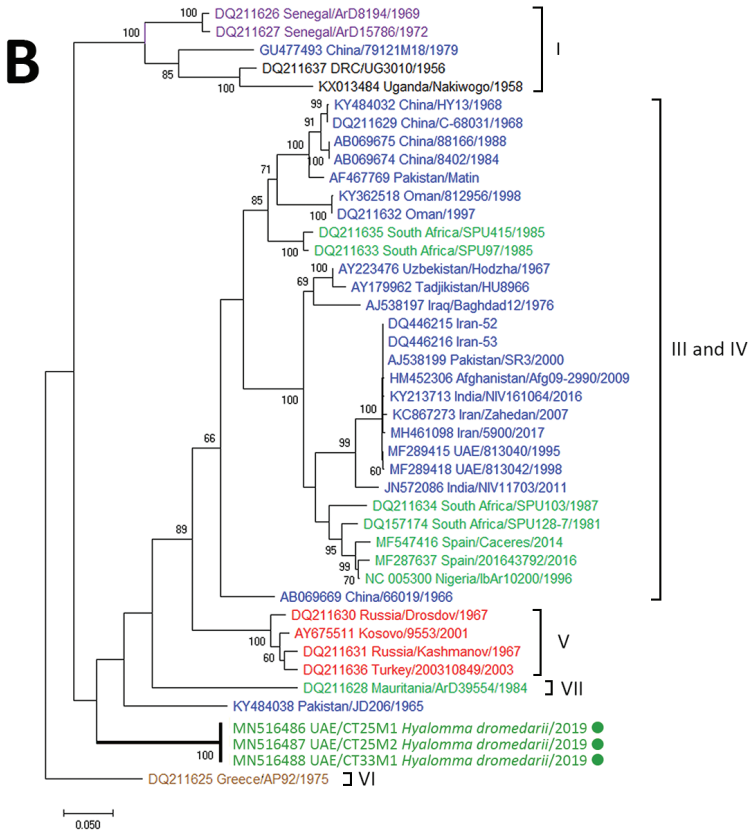 B
100
DQ211626 Senegal/ArD8194/1969
DQ211627 Senegal/ArD15786/1972
100
GU477493 China/79121M18/1979
85
DQ211637 DRC/UG3010/1956
100
KX013484 Uganda/Nakiwogo/1958
I
99
KY484032 China/HY13/1968
91
DQ211629 China/C-68031/1968
AB069675 China/88166/1988
100
100
AB069674 China/8402/1984
71
AF467769 Pakistan/Matin
KY362518 Oman/812956/1998
85
100
DQ211632 Oman/1997
DQ211635 South Africa/SPU415/1985
100
DQ211633 South Africa/SPU97/1985
100
AY223476 Uzbekistan/Hodzha/1967
69
AY179962 Tadjikistan/HU8966
AJ538197 Iraq/Baghdad12/1976
DQ446215 Iran-52
DQ446216 Iran-53
III and IV
AJ538199 Pakistan/SR3/2000
HM452306 Afghanistan/Afg09-2990/2009
100
KY213713 India/NIV161064/2016
100
KC867273 Iran/Zahedan/2007
MH461098 Iran/5900/2017
66
99
MF289415 UAE/813040/1995
60
MF289418 UAE/813042/1998
JN572086 India/NIV11703/2011
DQ211634 South Africa/SPU103/1987
89
DQ157174 South Africa/SPU128-7/1981
95
MF547416 Spain/Caceres/2014
99
MF287637 Spain/201643792/2016
70
NC 005300 Nigeria/IbAr10200/1996
AB069669 China/66019/1966
DQ211630 Russia/Drosdov/1967
100
AY675511 Kosovo/9553/2001
V
60
DQ211631 Russia/Kashmanov/1967
DQ211636 Turkey/200310849/2003
DQ211628 Mauritania/ArD39554/1984
VII
KY484038 Pakistan/JD206/1965
MN516486 UAE/CT25M1 Hyalomma dromedarii/2019
MN516487 UAE/CT25M2 Hyalomma dromedarii/2019
100
MN516488 UAE/CT33M1 Hyalomma dromedarii/2019
DQ211625 Greece/AP92/1975
VI
0.050